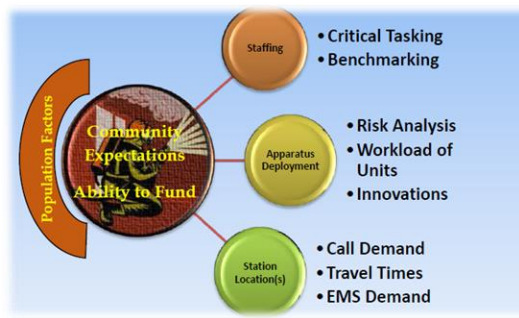 Population Factors
Community
Expectations
Ability to Fund
Staffing
• Critical Tasking
• Benchmarking
Apparatus
Deployment
• Risk Analysis
• Workload of
Units
• Innovations
Station
Location(s)
• Call Demand
• Travel Times
• EMS Demand